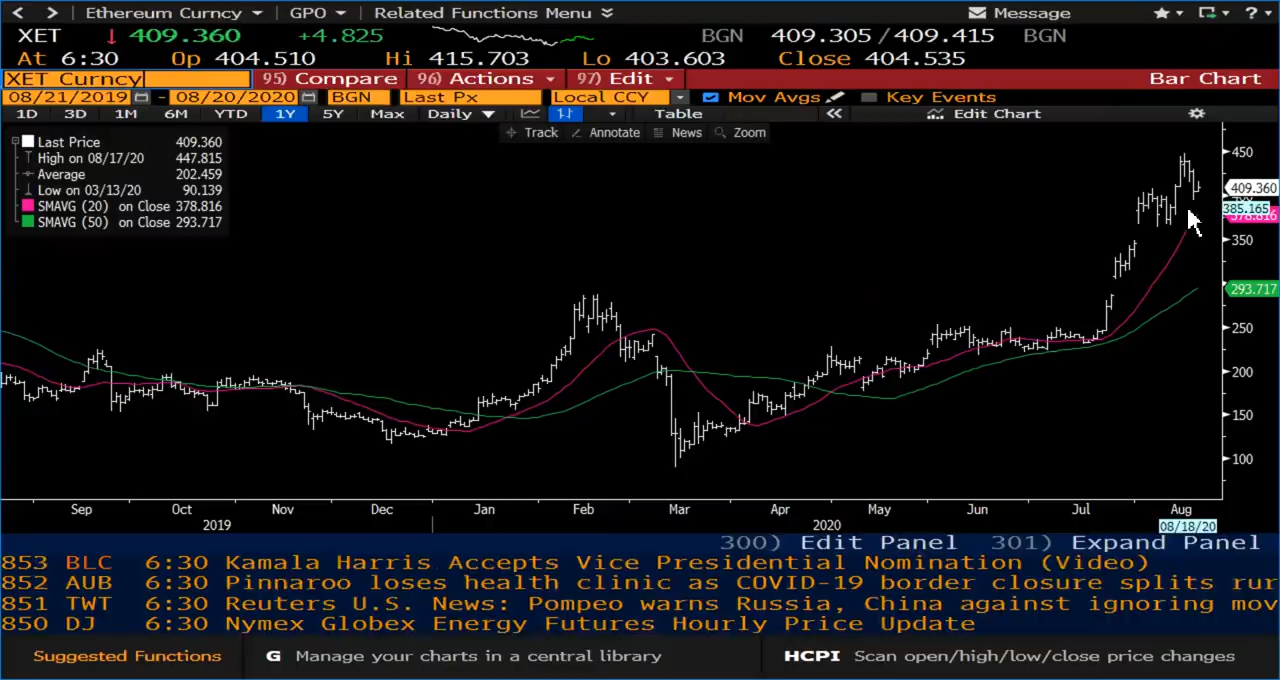 < > Ethereum Curncy GPO Related Functions Menu Message ?
XET ↓ 409.360 +4.825 BGN 409.305/409.415 BGN
At 6:30 Op 404.510 Hi 415.703 Lo 403.603 Close 404.535
XET Curncy 95) Compare 96) Actions 97) Edit Bar Chart
08/21/2019 - 08/20/2020 BGN Last Px Local CCY Mov Avgs Key Events
1D 3D 1M 6M YTD 1Y 5Y Max Daily ▼ Table « Edit Chart
Track Annotate News Zoom
Last Price 409.360
High on 08/17/20 447.815
Average 202.459
Low on 03/13/20 90.139
SMAVG (20) on Close 378.816
SMAVG (50) on Close 293.717
450
409.360
385.165
378.816
350
293.717
250
200
150
100
Sep Oct Nov Dec Jan Feb Mar Apr May Jun Jul Aug
2019 2020 08/18/20
300) Edit Panel 301) Expand Panel
853 BLC 6:30 Kamala Harris Accepts Vice Presidential Nomination (Video)
852 AUB 6:30 Pinnaroo loses health clinic as COVID-19 border closure splits rur
851 TWT 6:30 Reuters U.S. News: Pompeo warns Russia, China against ignoring mov
850 DJ 6:30 Nymex Globex Energy Futures Hourly Price Update
Suggested Functions G Manage your charts in a central library HCPI Scan open/high/low/close price changes